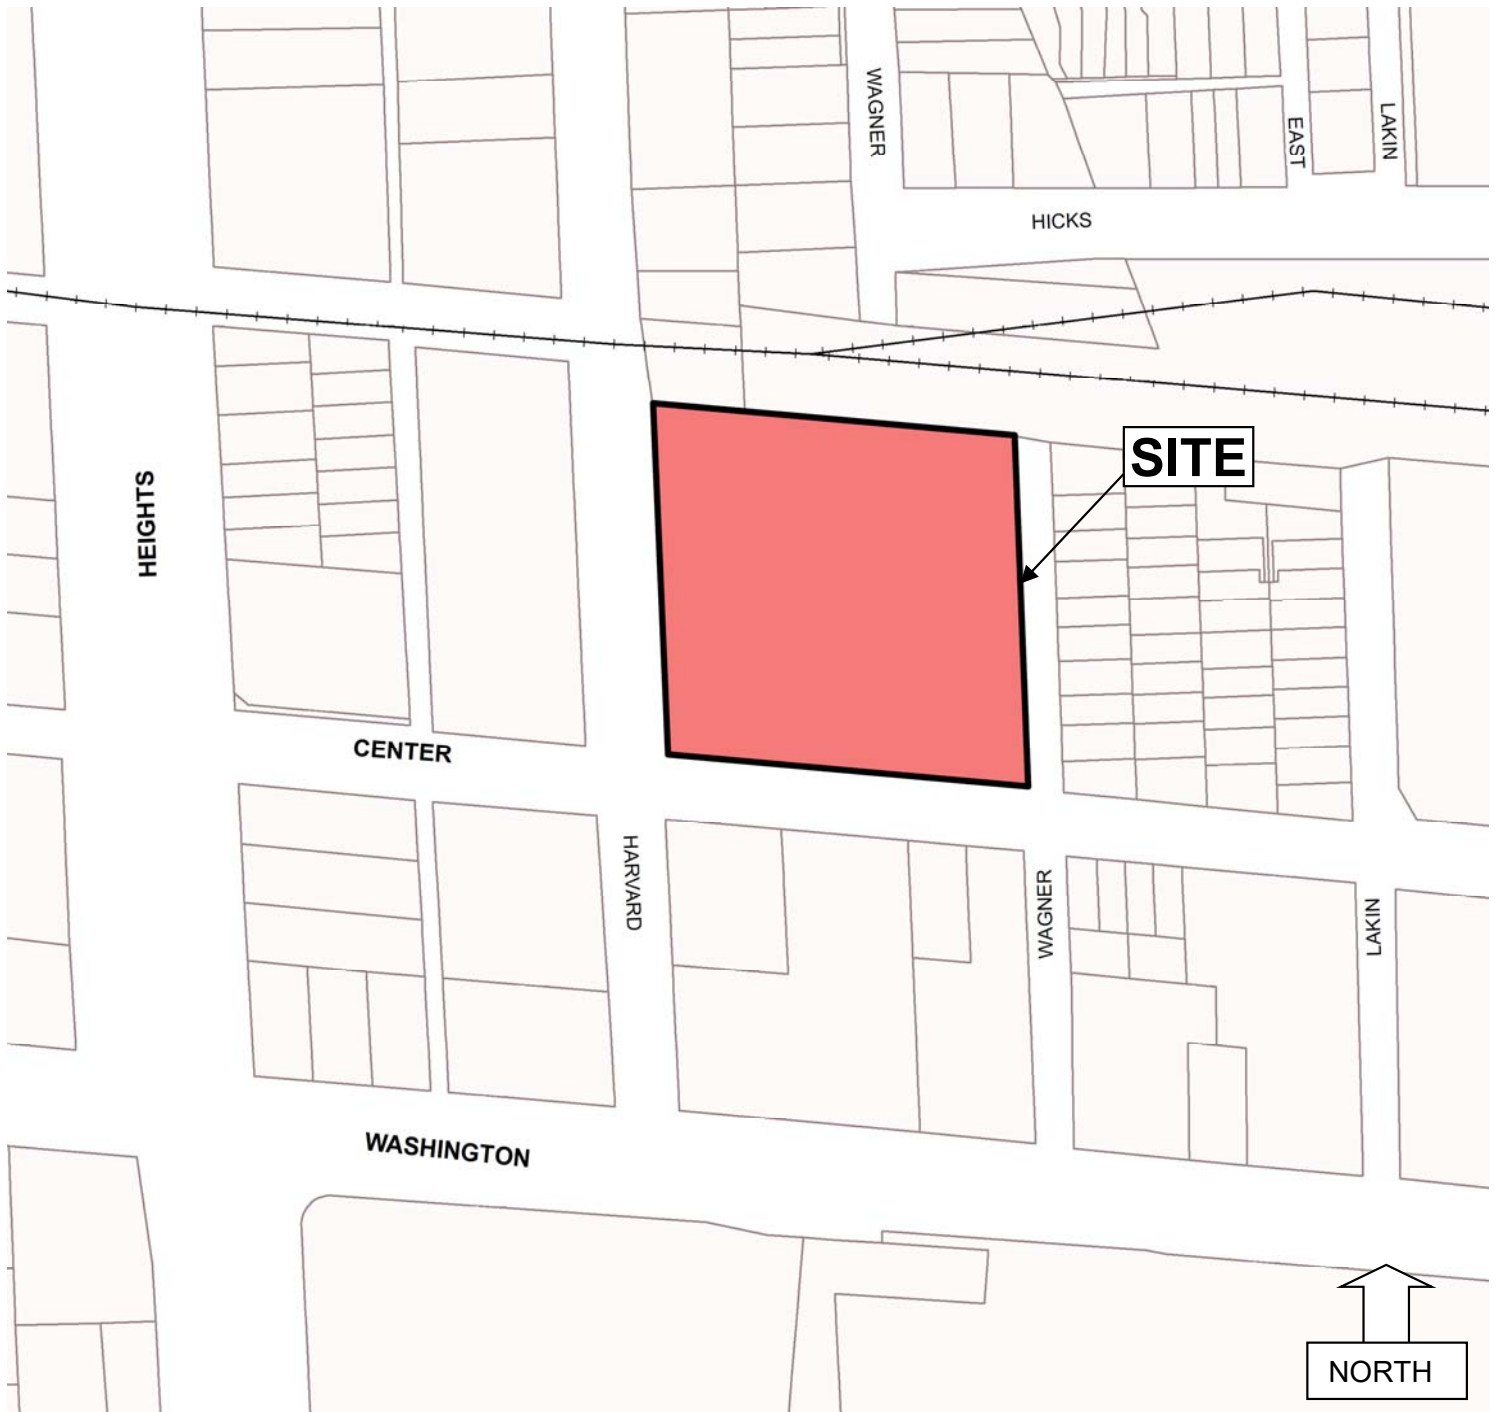 WAGNER
EAST
LAKIN
HICKS
SITE
HEIGHTS
CENTER
HARVARD
WAGNER
LAKIN
WASHINGTON
NORTH